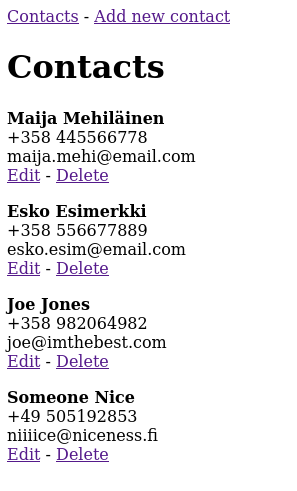 Contacts - Add new contact
Contacts
Maija Mehiläinen
+358 445566778
maija.mehi@email.com
Edit - Delete
Esko Esimerkki
+358 556677889
esko.esim@email.com
Edit - Delete
Joe Jones
+358 982064982
joe@imthebest.com
Edit - Delete
Someone Nice
+49 505192853
niiiice@niceness.fi
Edit - Delete